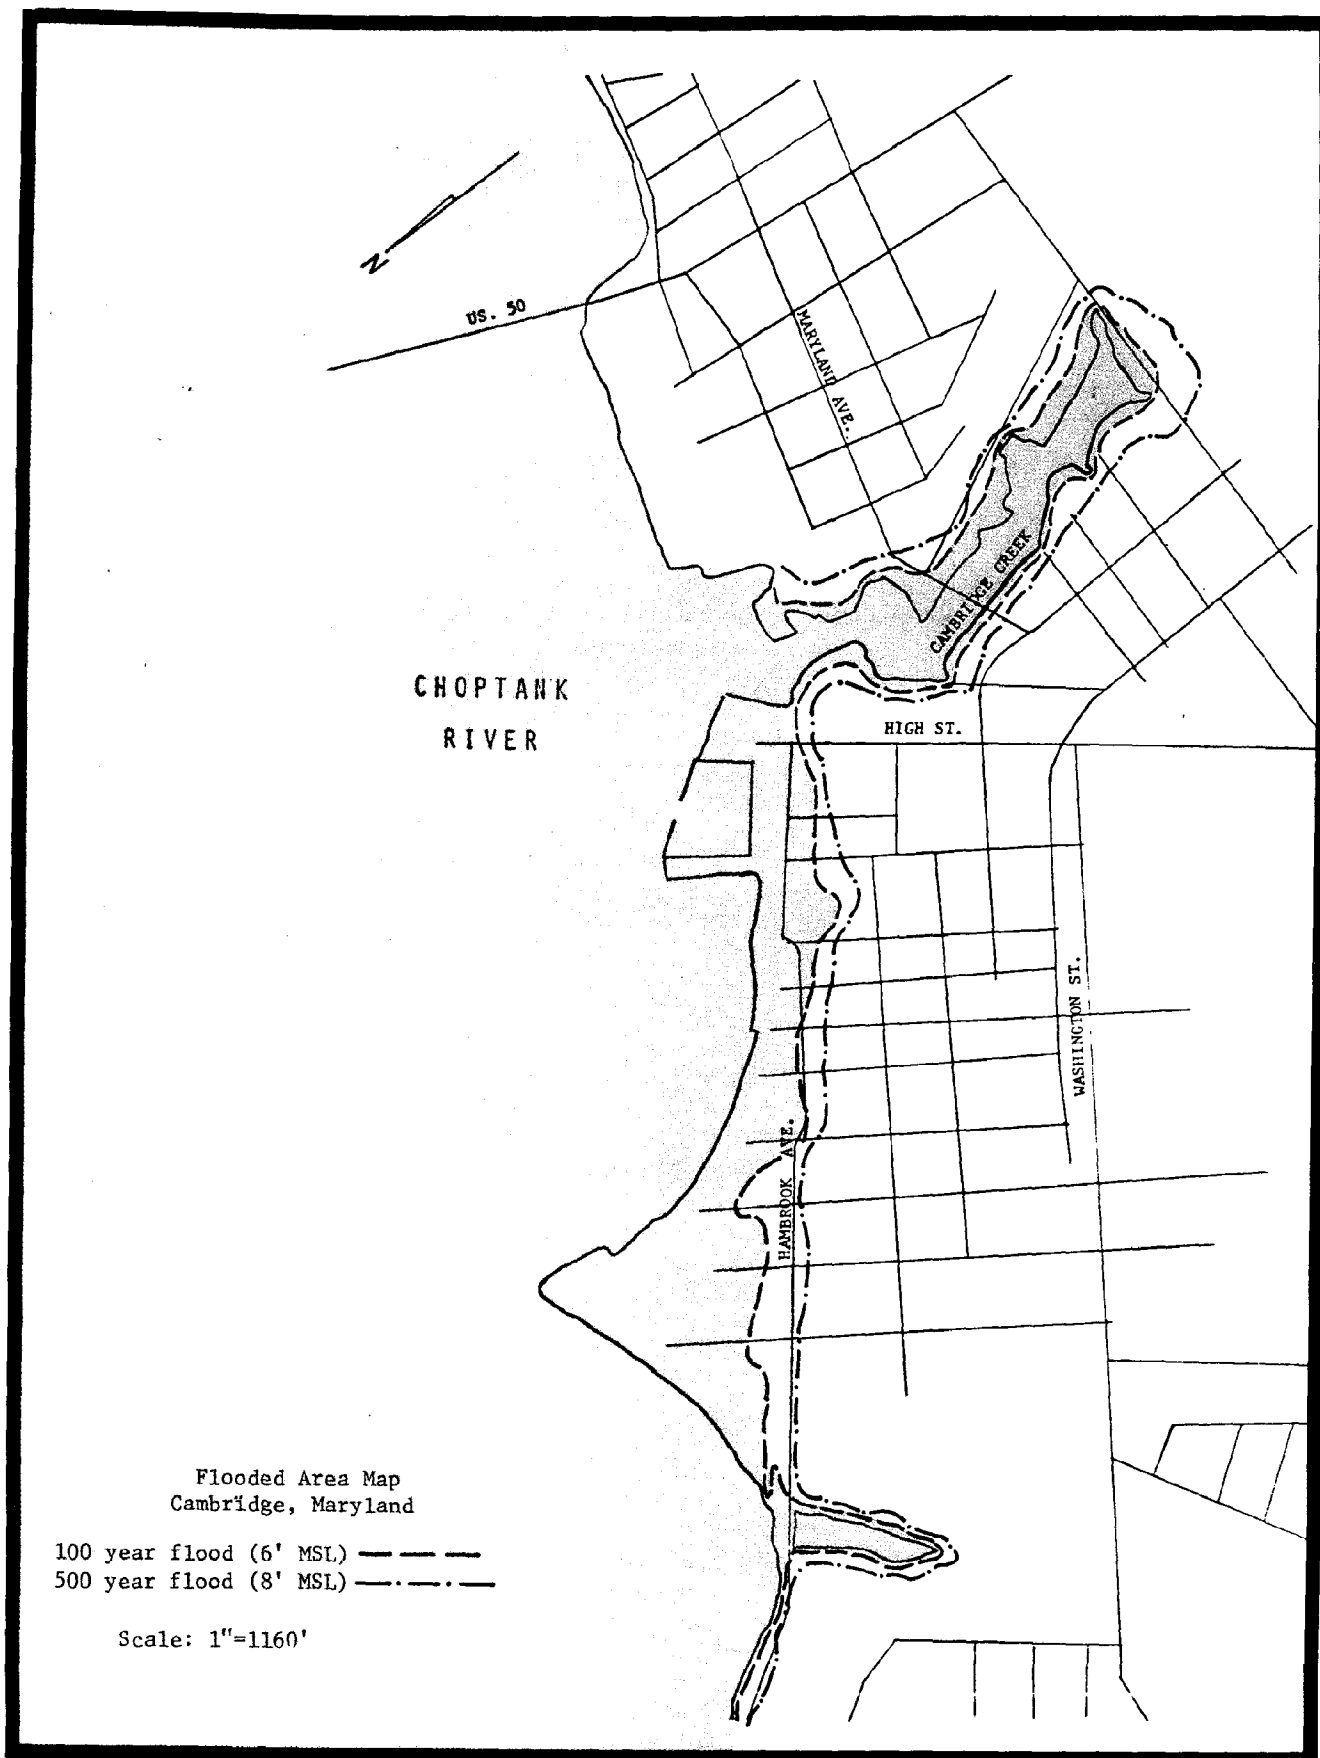 N
US. 50
MARYLAND AVE.
CAMBRIDGE CREEK
CHOPTANK
RIVER
HIGH ST.
WASHINGTON ST.
HAMBROOK AVE.
Flooded Area Map
Cambridge, Maryland
100 year flood (6' MSL)
500 year flood (8' MSL)
Scale: 1"=1160'